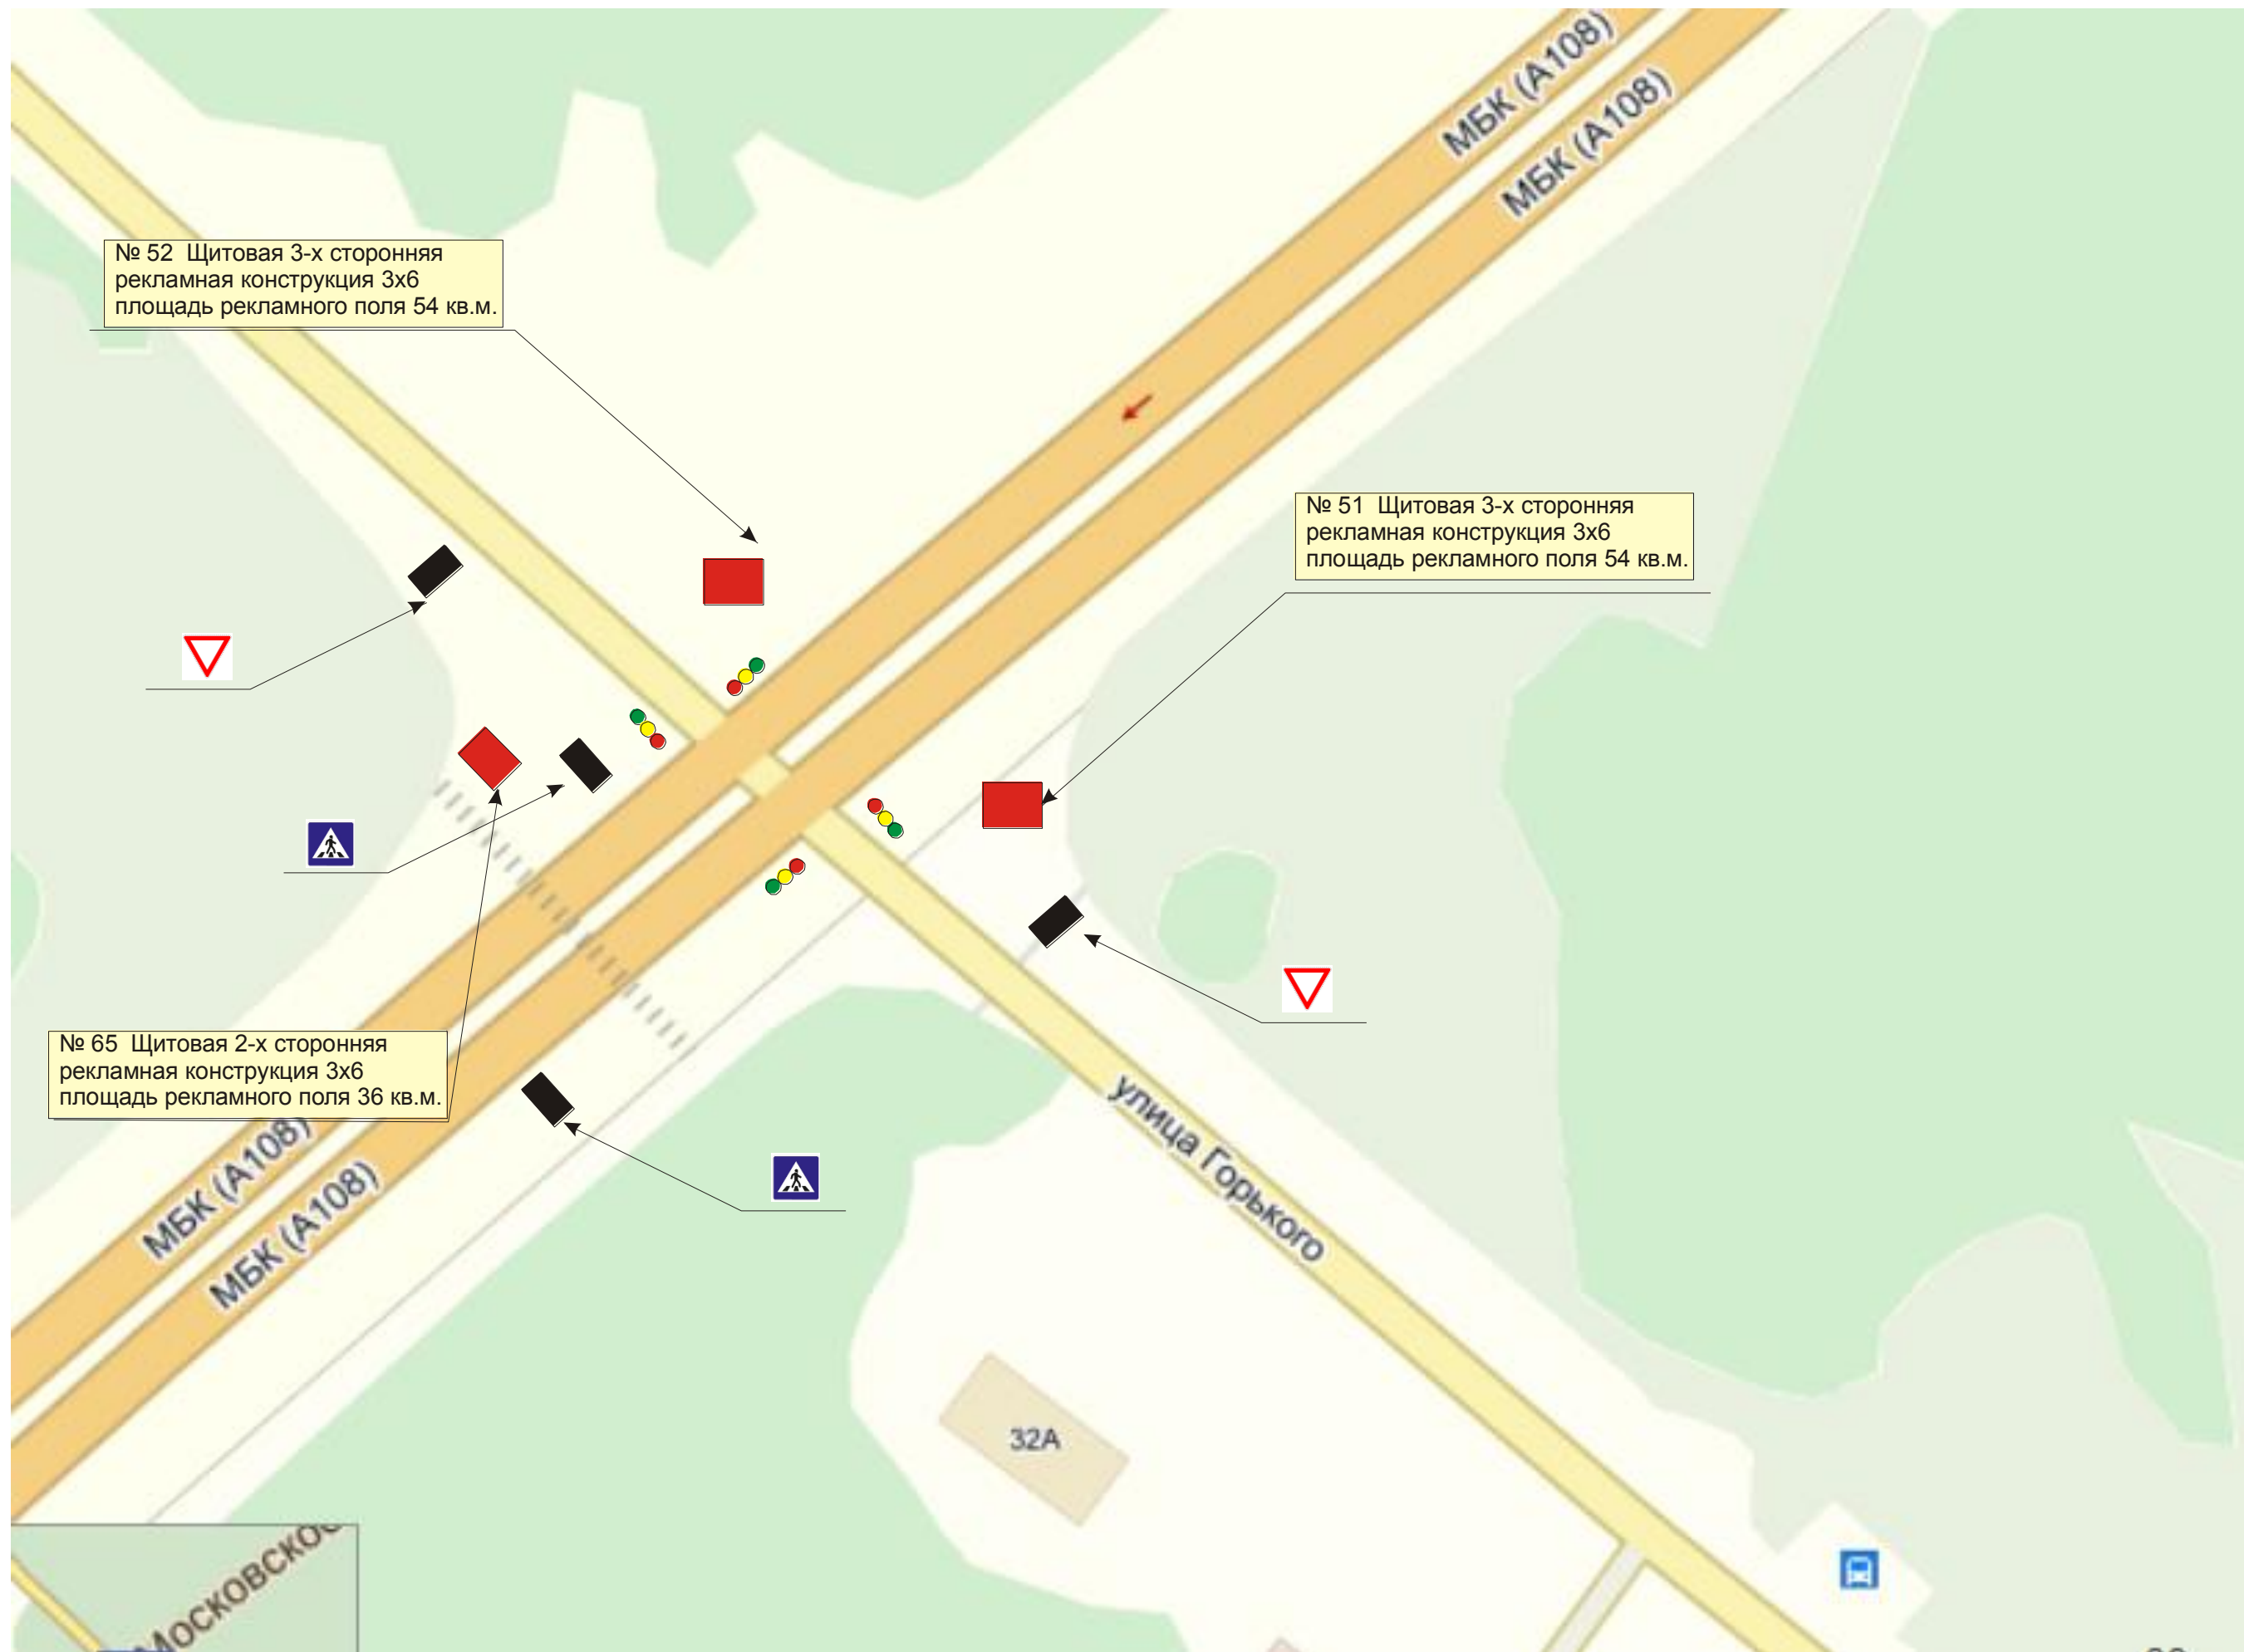 МБК (А108)
МБК (А108)
№ 52 Щитовая 3-х сторонняя
рекламная конструкция 3х6
площадь рекламного поля 54 кв.м.
№ 51 Щитовая 3-х сторонняя
рекламная конструкция 3х6
площадь рекламного поля 54 кв.м.
№ 65 Щитовая 2-х сторонняя
рекламная конструкция 3х6
площадь рекламного поля 36 кв.м.
МБК (А108)
МБК (А108)
улица Горького
32А